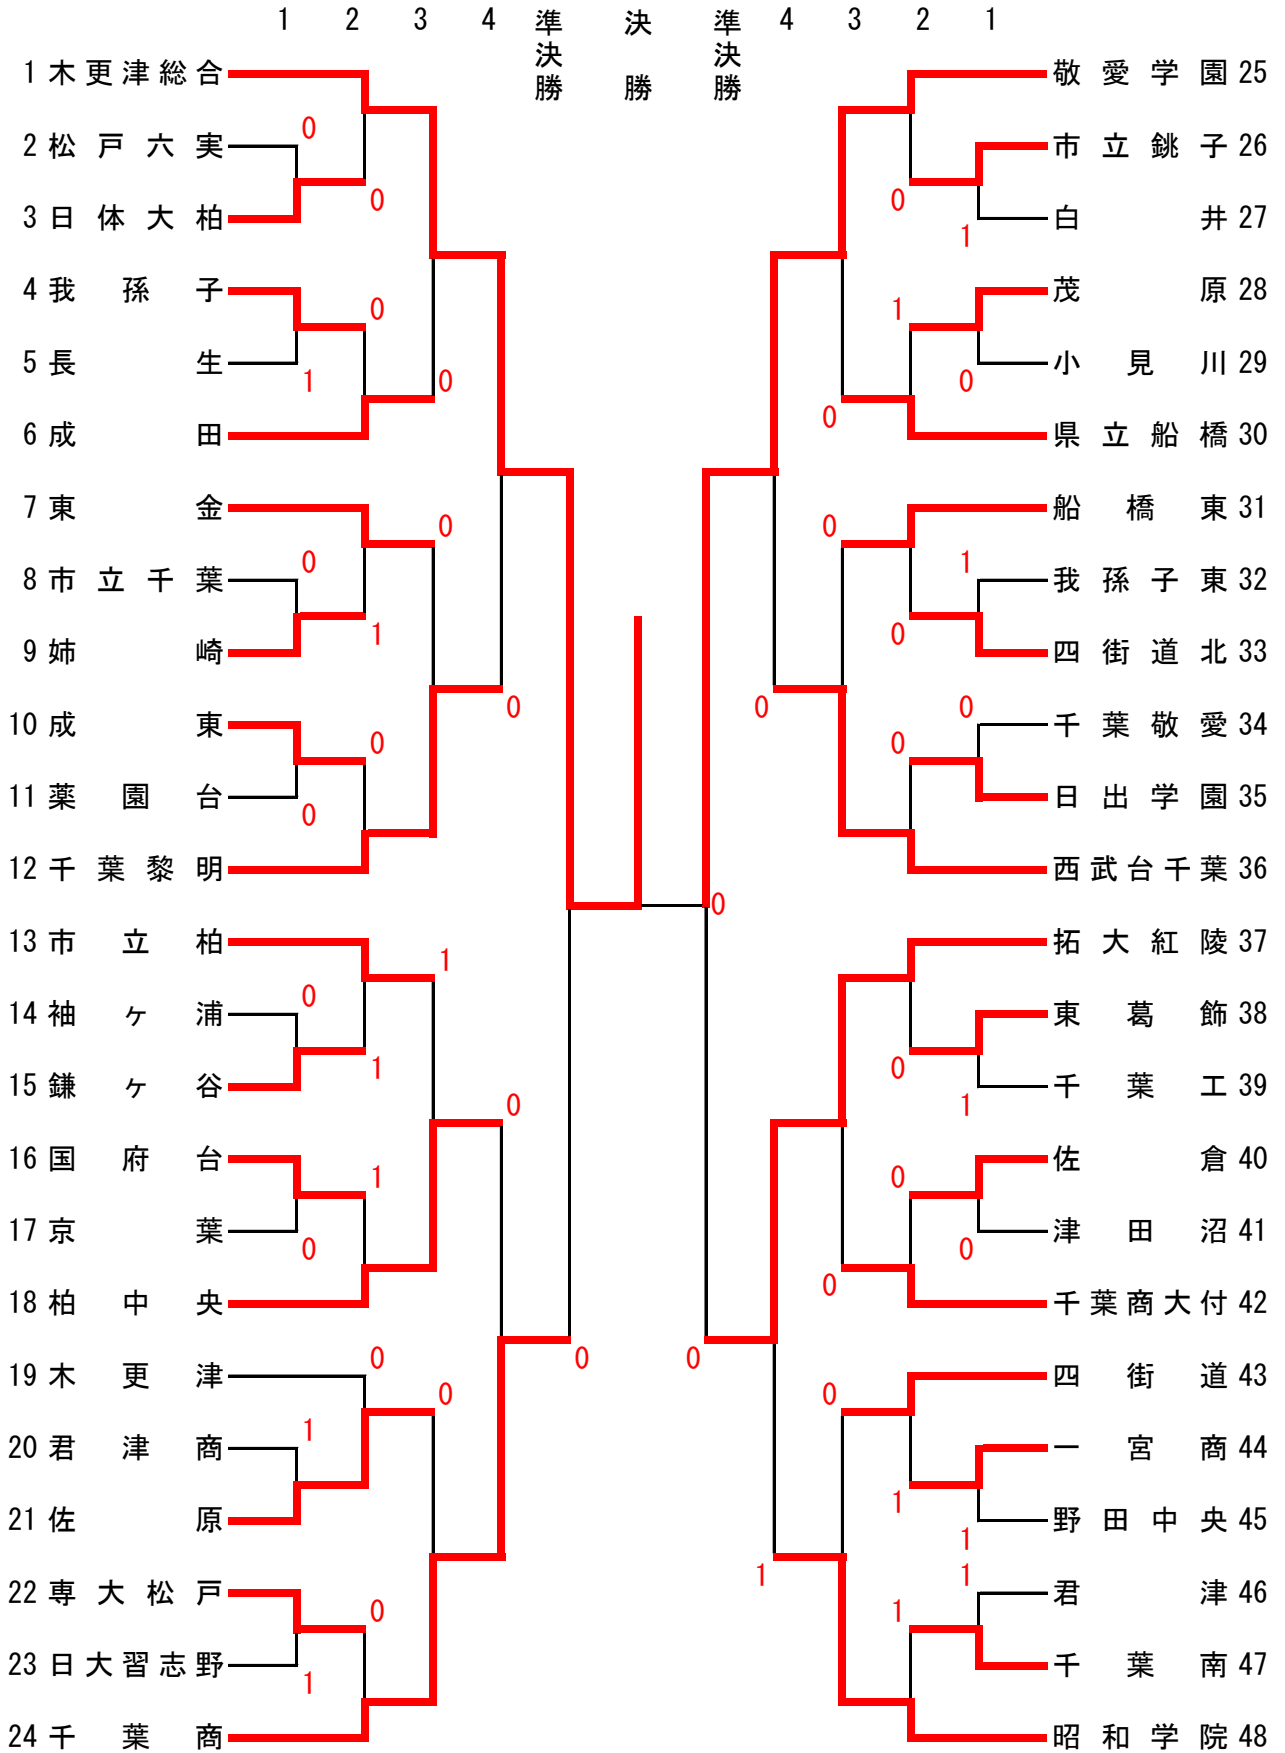 1 2 3 4 準決勝 決勝 準決勝 4 3 2 1
1 木更津総合 敬愛学園 25
0
2 松戸六実 市立銚子 26
0 0
3 日体大柏 白井 27
1
4 我孫子 茂原 28
0 1
5 長生 小見川 29
1 0 0
0
6 成田 県立船橋 30
7 東金 船橋東 31
0 0
0 1
8 市立千葉 我孫子東 32
1 0
9 姉崎 四街道北 33
0 0 0
10 成東 千葉敬愛 34
0 0
11 薬園台 日出学園 35
0
12 千葉黎明 西武台千葉 36
0
13 市立柏 拓大紅陵 37
1
0
14 袖ヶ浦 東葛飾 38
1 0
15 鎌ヶ谷 千葉工 39
0 1
16 国府台 佐倉 40
1 0
17 京葉 津田沼 41
0 0
0
18 柏中央 千葉商大付 42
0 0 0
19 木更津 四街道 43
0 0
1
20 君津商 一宮商 44
1
21 佐原 野田中央 45
1
1 1
22 専大松戸 君津 46
0 1
23 日大習志野 千葉南 47
1
24 千葉商 昭和学院 48